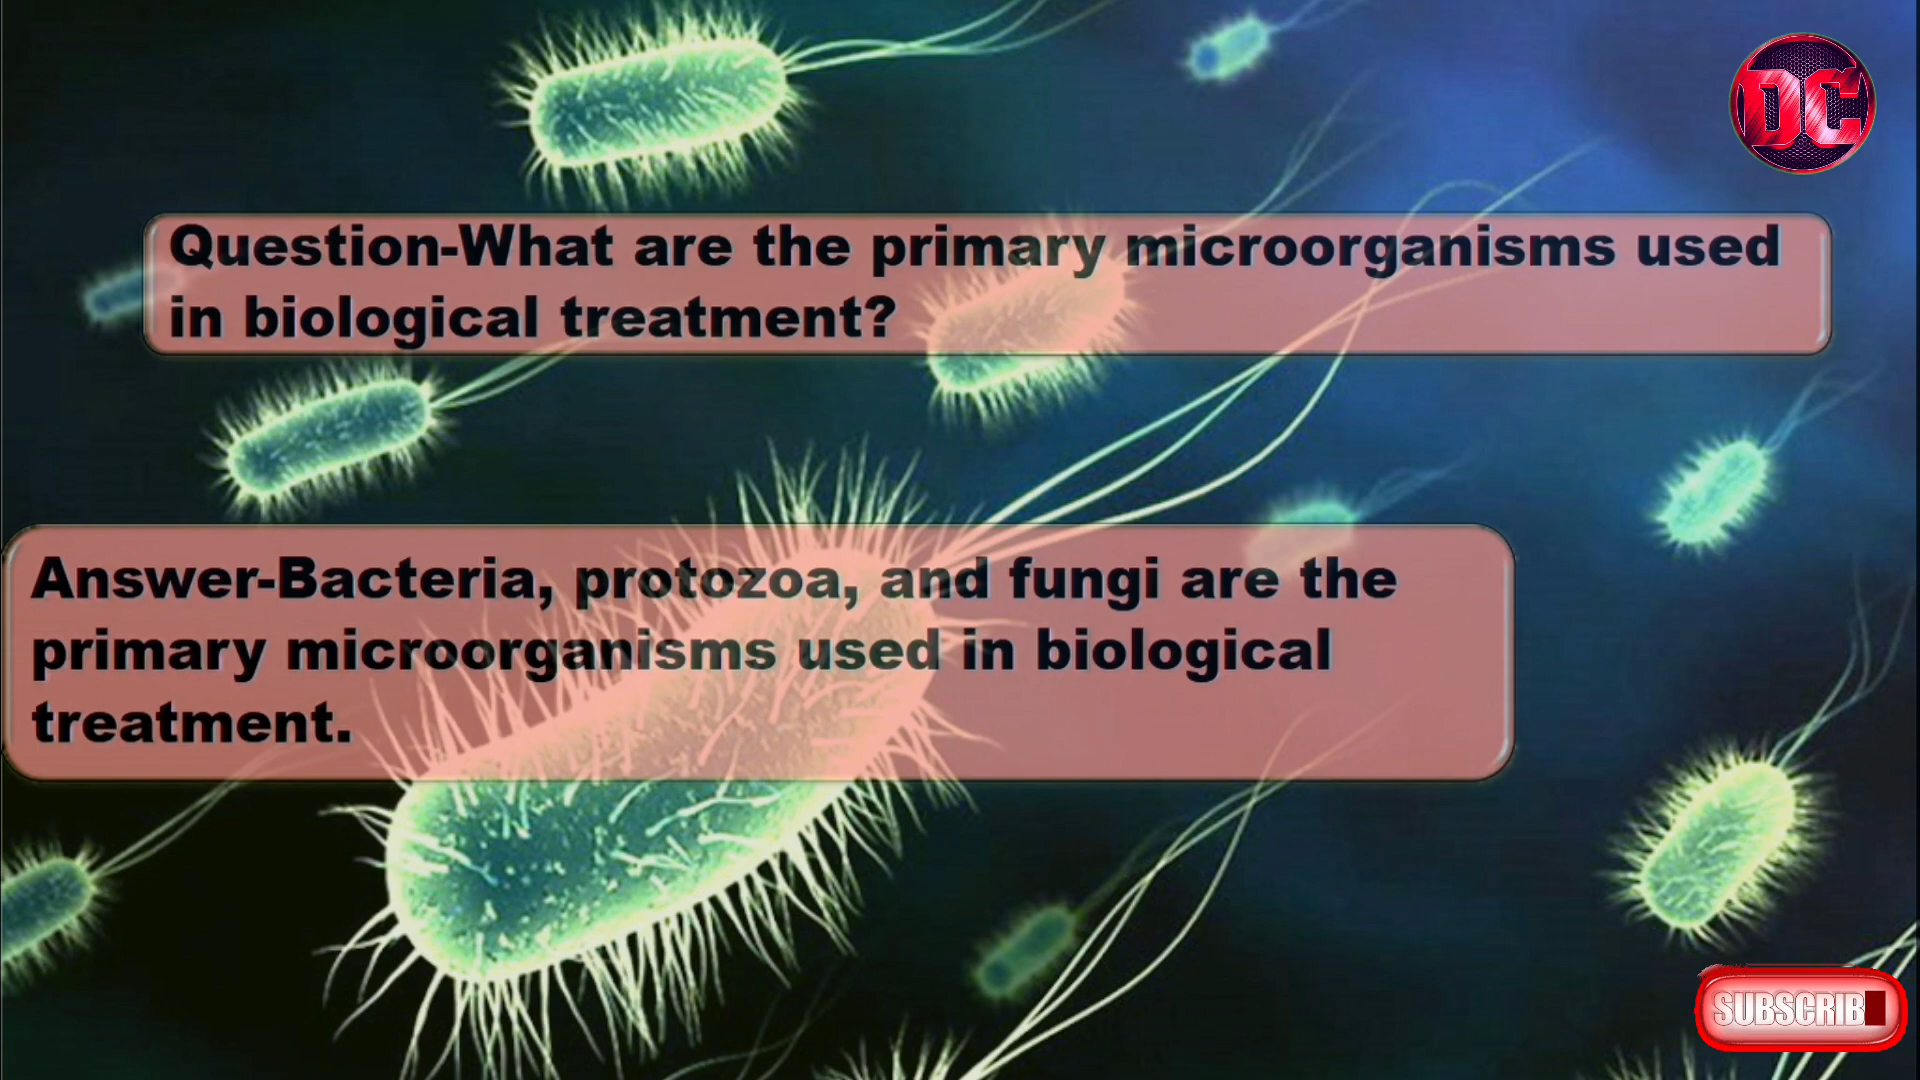 DC
Question-What are the primary microorganisms used
in biological treatment?
Answer-Bacteria, protozoa, and fungi are the
primary microorganisms used in biological
treatment.
SUBSCRIB